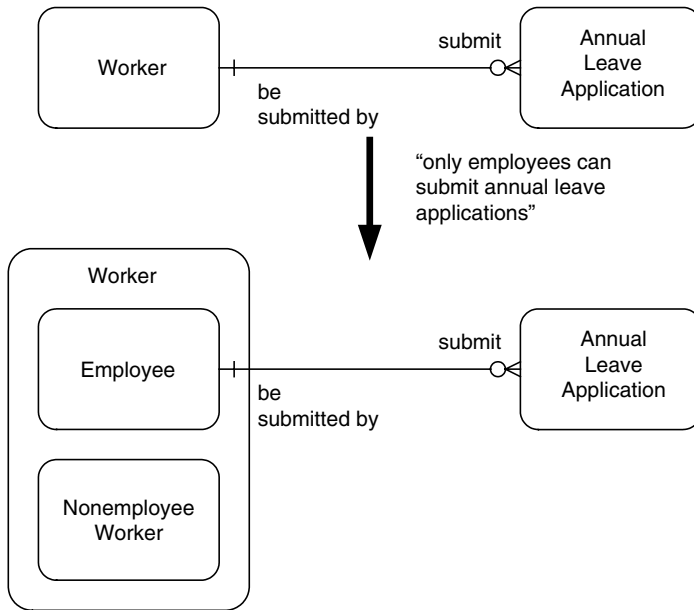 Worker
submit
Annual
Leave
Application
be
submitted by
“only employees can
submit annual leave
applications”
Worker
Employee
submit
Annual
Leave
Application
be
submitted by
Nonemployee
Worker